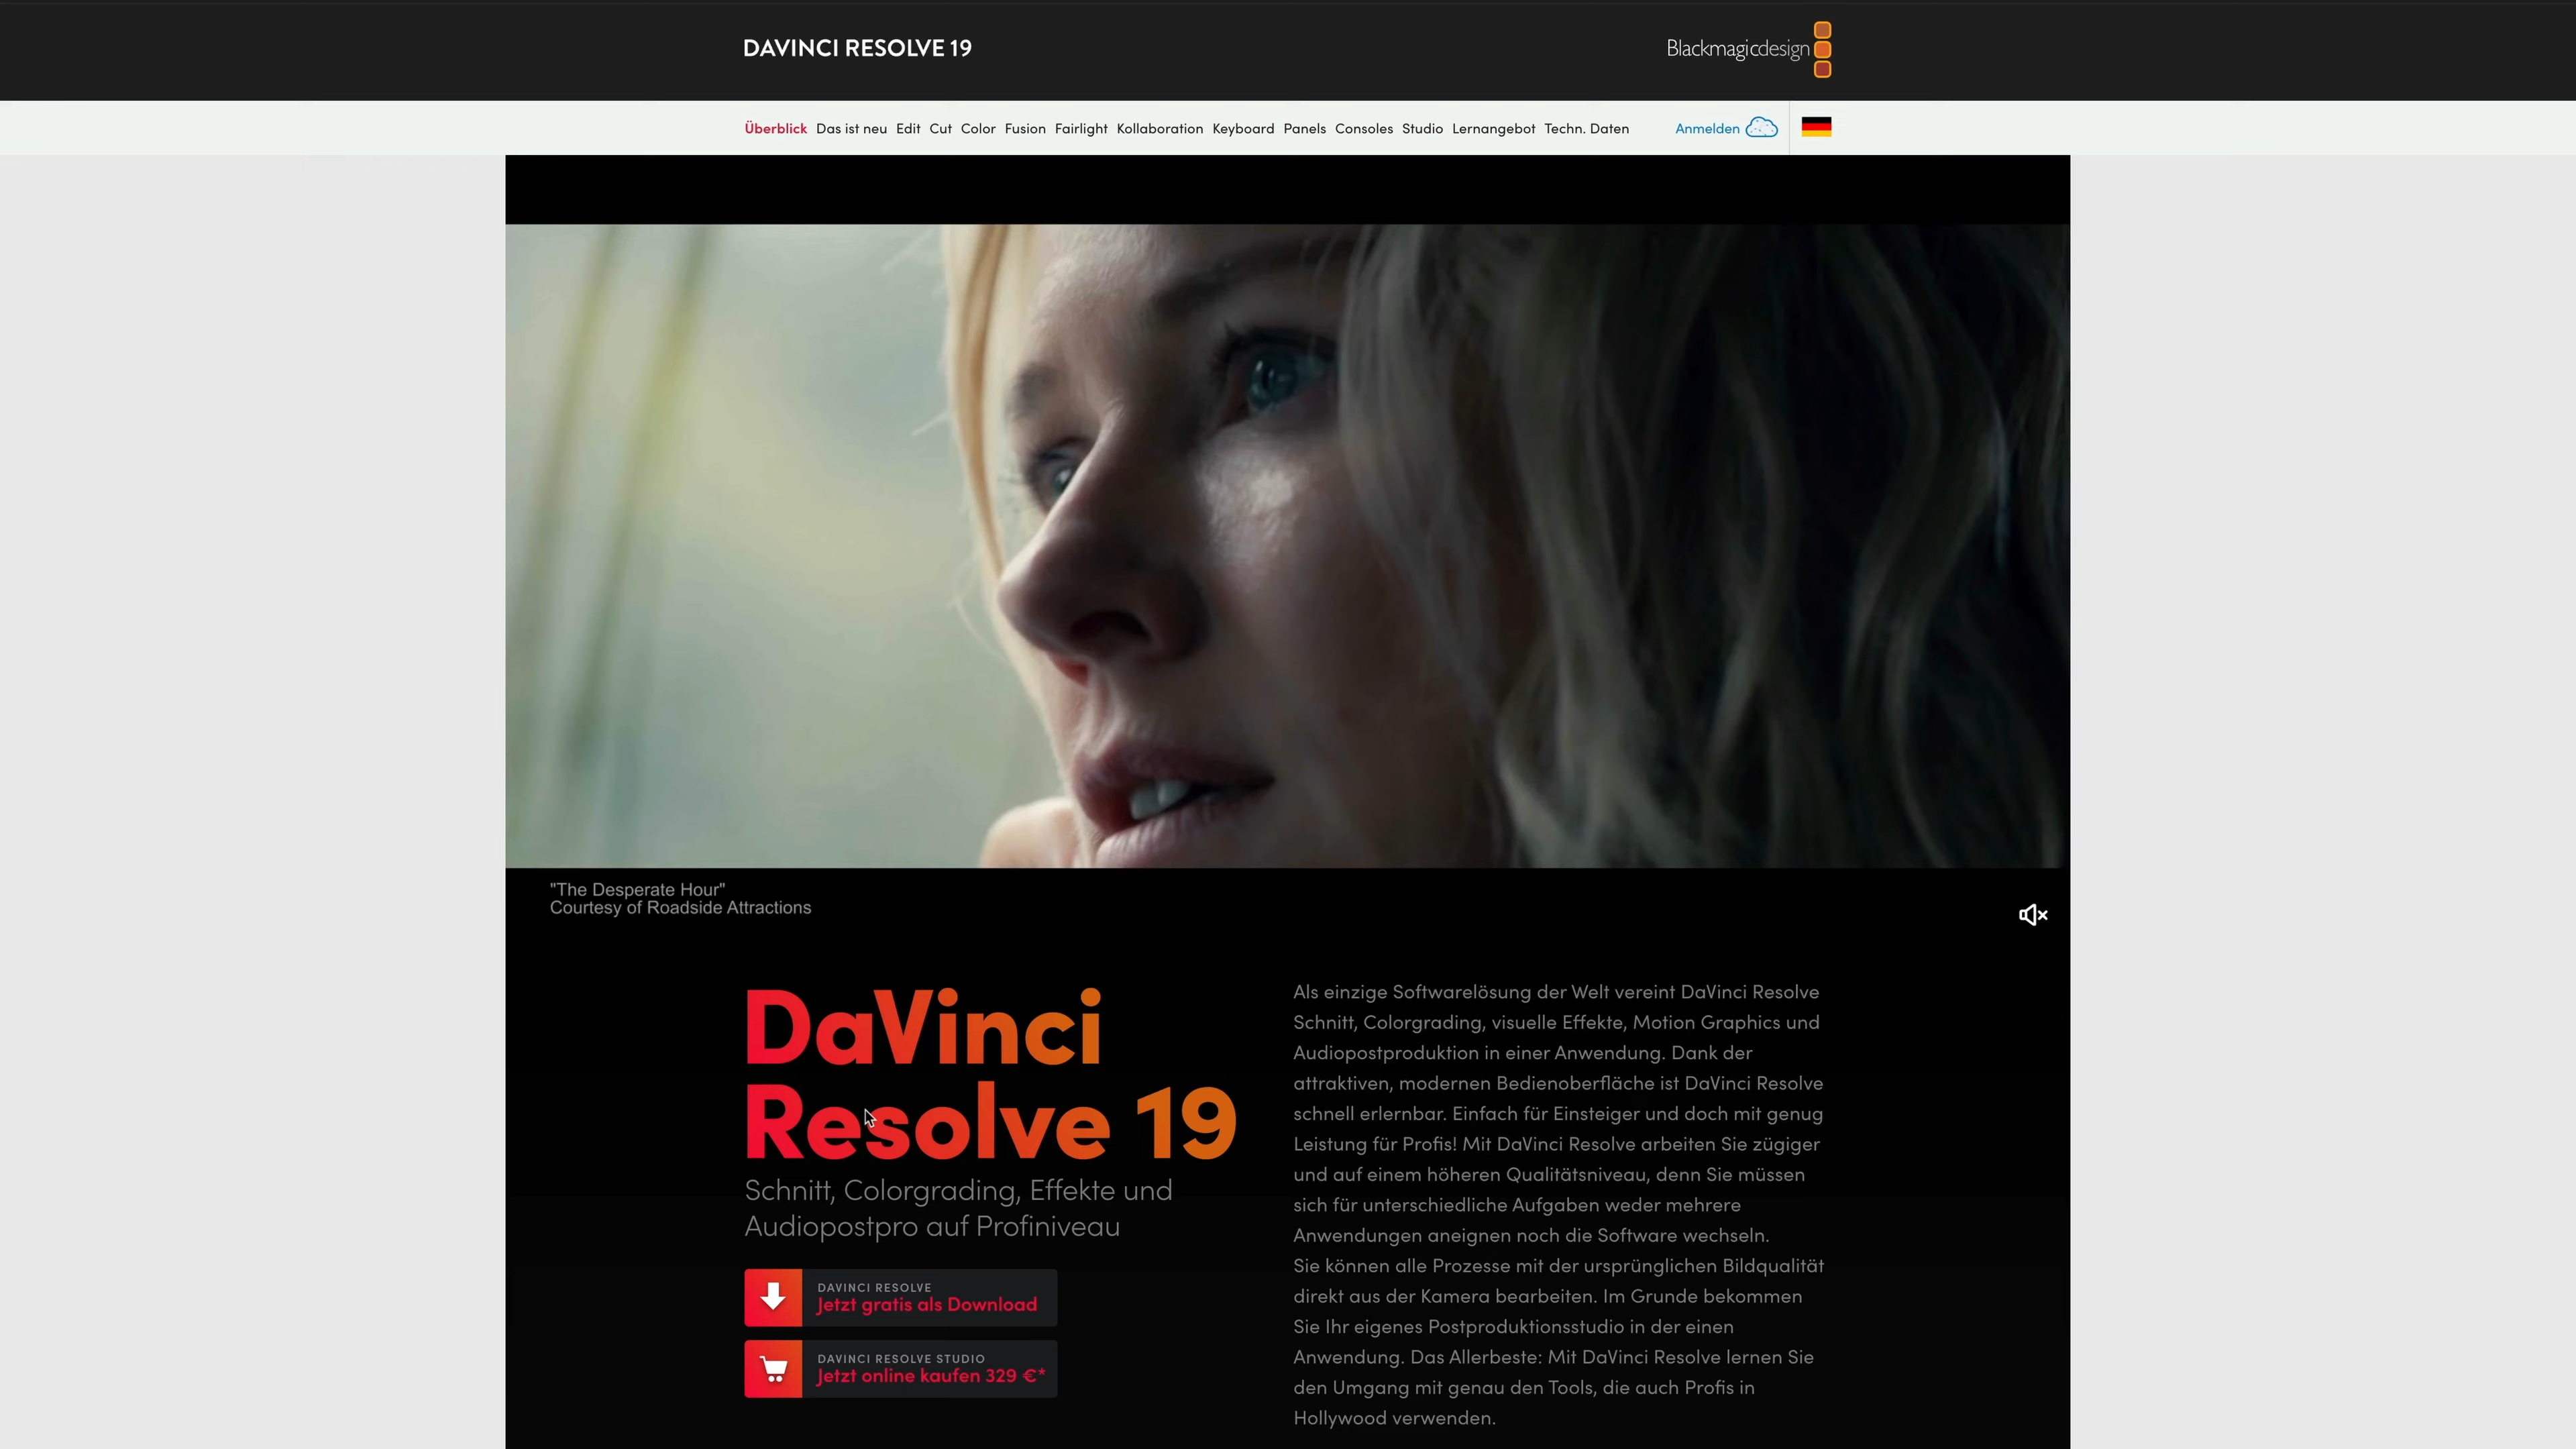 DAVINCI RESOLVE 19
Blackmagicdesign
Überblick Das ist neu Edit Cut Color Fusion Fairlight Kollaboration Keyboard Panels Consoles Studio Lernangebot Techn. Daten Anmelden
"The Desperate Hour"
Courtesy of Roadside Attractions
DaVinci
Resolve 19
Schnitt, Colorgrading, Effekte und
Audiopostpro auf Profiniveau
DAVINCI RESOLVE
Jetzt gratis als Download
DAVINCI RESOLVE STUDIO
Jetzt online kaufen 329 €*
Als einzige Softwarelösung der Welt vereint DaVinci Resolve
Schnitt, Colorgrading, visuelle Effekte, Motion Graphics und
Audiopostproduktion in einer Anwendung. Dank der
attraktiven, modernen Bedienoberfläche ist DaVinci Resolve
schnell erlernbar. Einfach für Einsteiger und doch mit genug
Leistung für Profis! Mit DaVinci Resolve arbeiten Sie zügiger
und auf einem höheren Qualitätsniveau, denn Sie müssen
sich für unterschiedliche Aufgaben weder mehrere
Anwendungen aneignen noch die Software wechseln.
Sie können alle Prozesse mit der ursprünglichen Bildqualität
direkt aus der Kamera bearbeiten. Im Grunde bekommen
Sie Ihr eigenes Postproduktionsstudio in der einen
Anwendung. Das Allerbeste: Mit DaVinci Resolve lernen Sie
den Umgang mit genau den Tools, die auch Profis in
Hollywood verwenden.